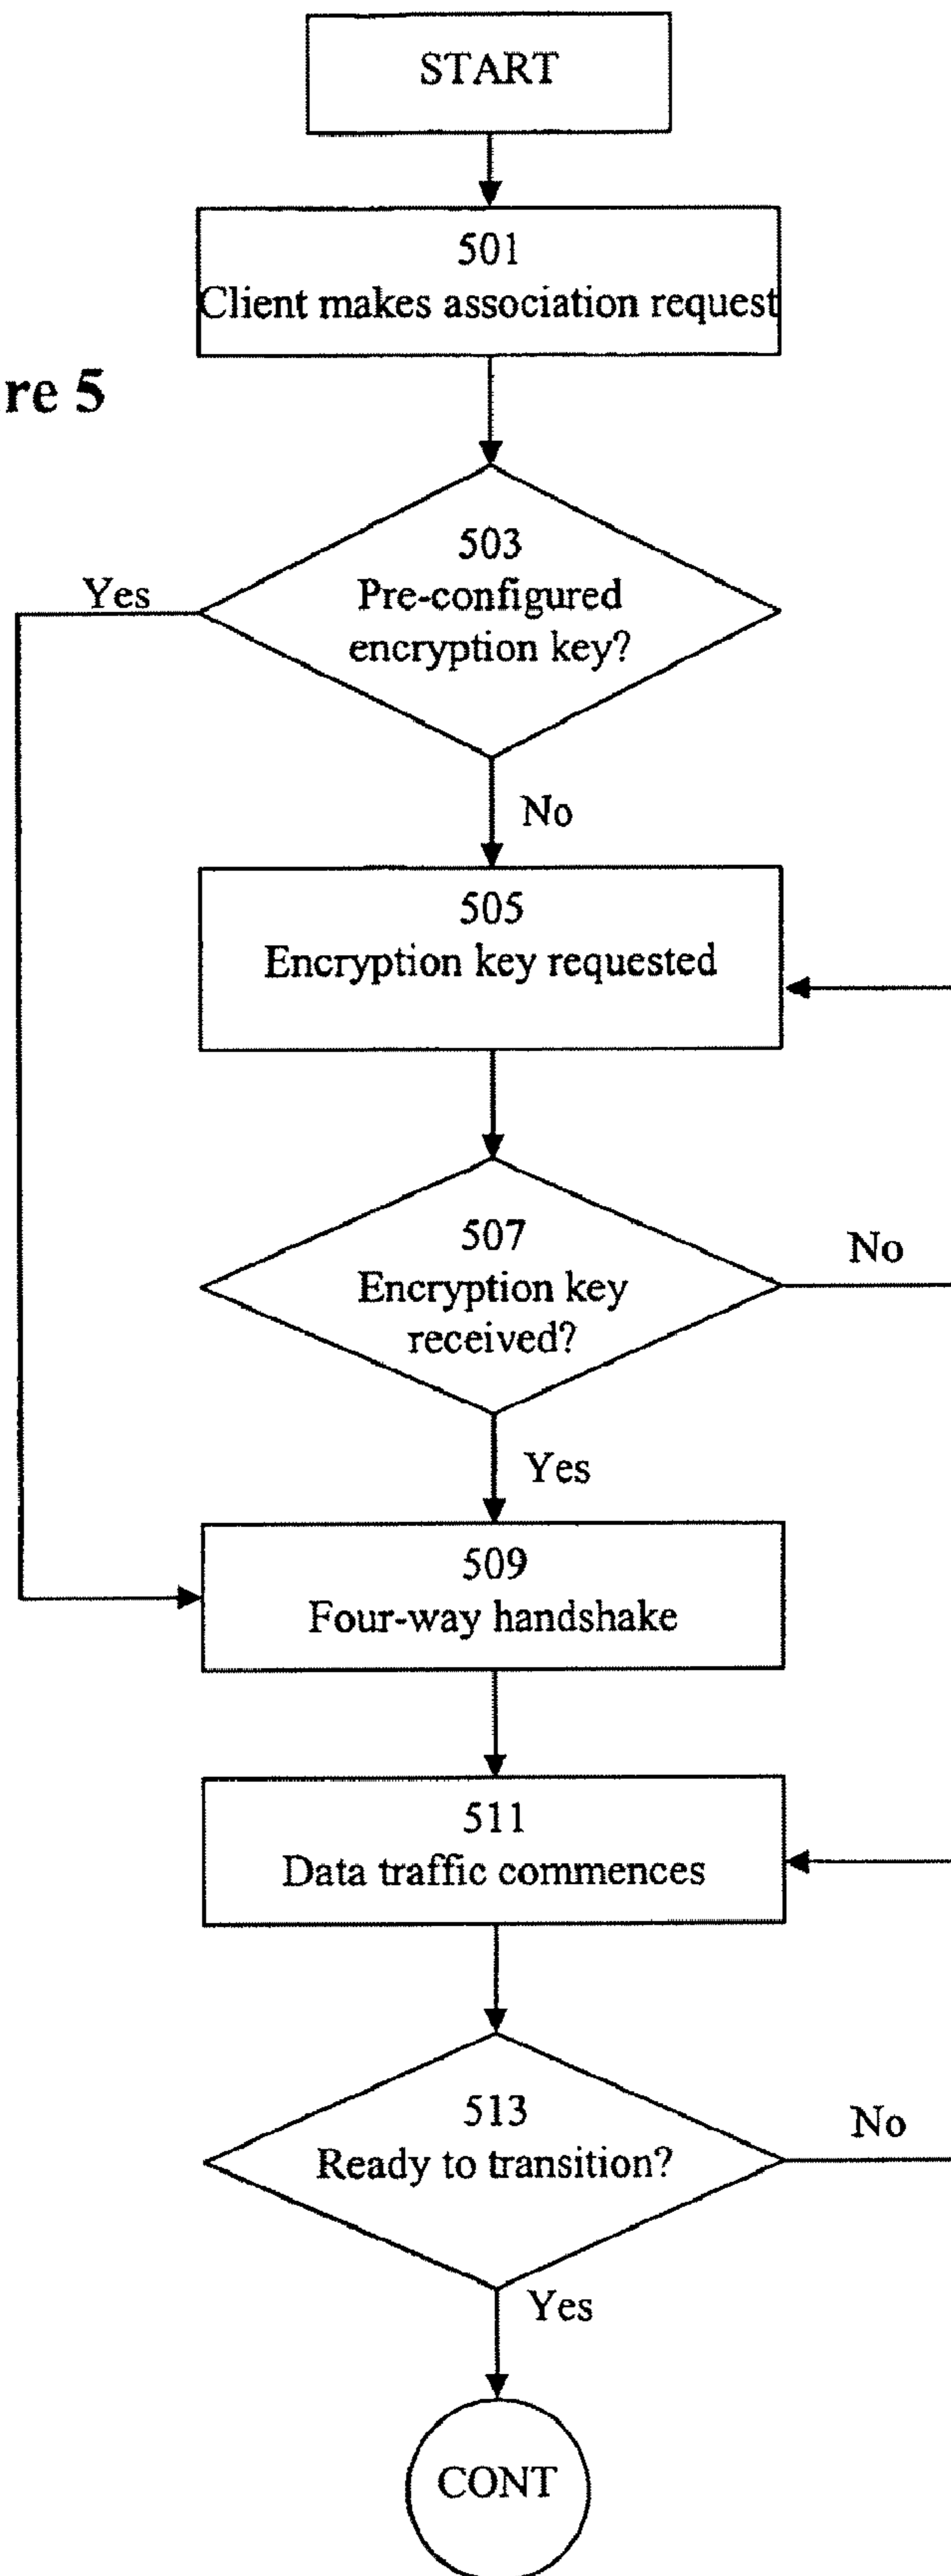 START
501
Client makes association request
re 5
503
Pre-configured
encryption key?
Yes
No
505
Encryption key requested
507
Encryption key
received?
No
Yes
509
Four-way handshake
511
Data traffic commences
513
Ready to transition?
No
Yes
CONT